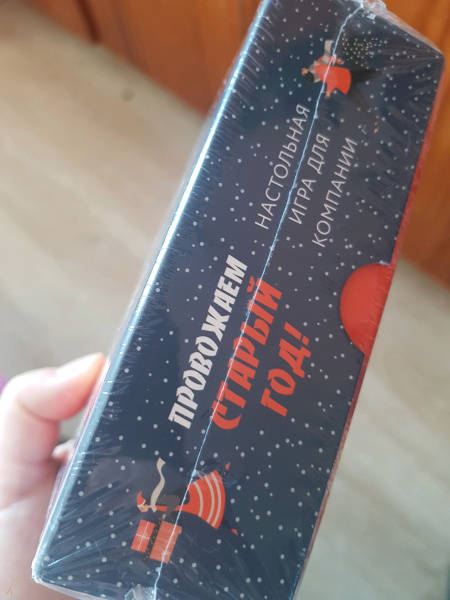 ПРОВОЖАЕМ
СТАРЫЙ
ГОД!
НАСТОЛЬНАЯ
ИГРА ДЛЯ
КОМПАНИИ